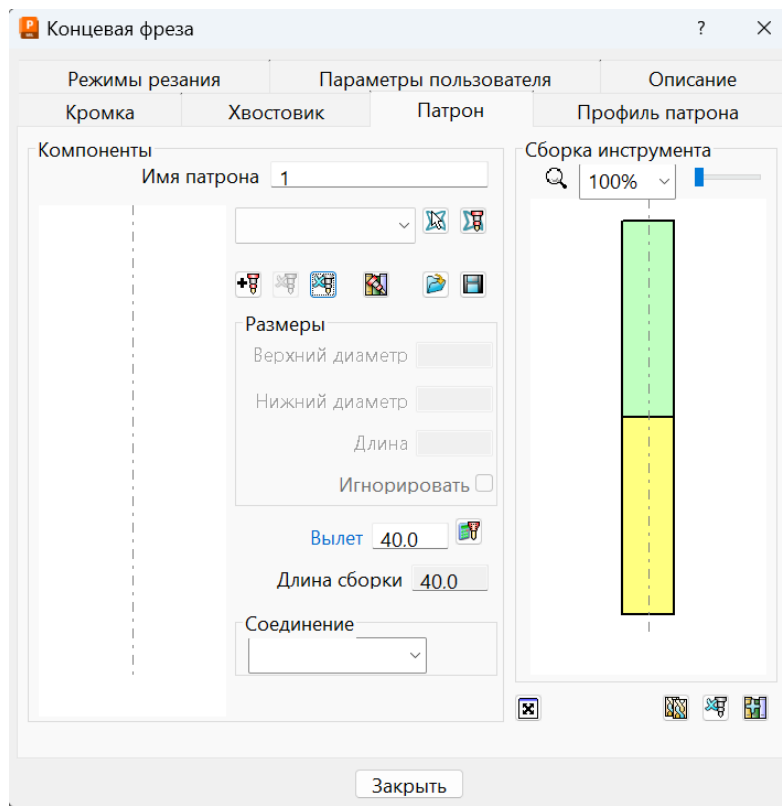 Концевая фреза
?
Режимы резания
Параметры пользователя
Описание
Кромка
Хвостовик
Патрон
Профиль патрона
Компоненты
Имя патрона 1
Размеры
Верхний диаметр
Нижний диаметр
Длина
Игнорировать
Вылет 40.0
Длина сборки 40.0
Соединение
Сборка инструмента
100%
Закрыть